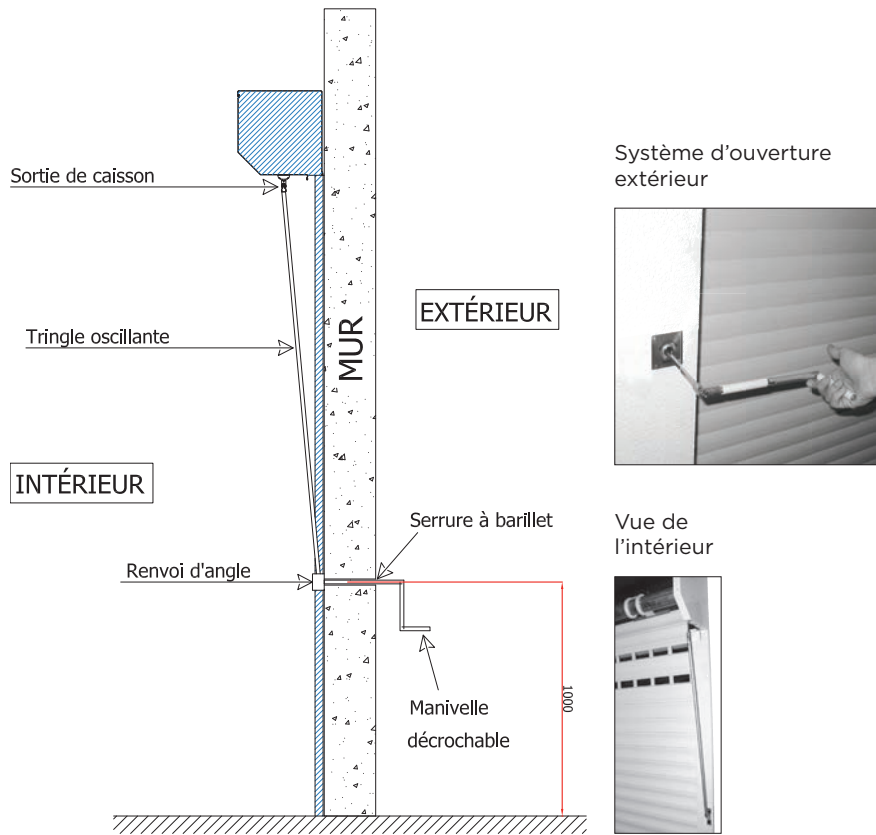 Sortie de caisson
Tringle oscillante
MUR
EXTÉRIEUR
INTÉRIEUR
Serrure à barillet
Renvoi d'angle
Manivelle
décrochable
1000
Système d'ouverture
extérieur
Vue de
l'intérieur